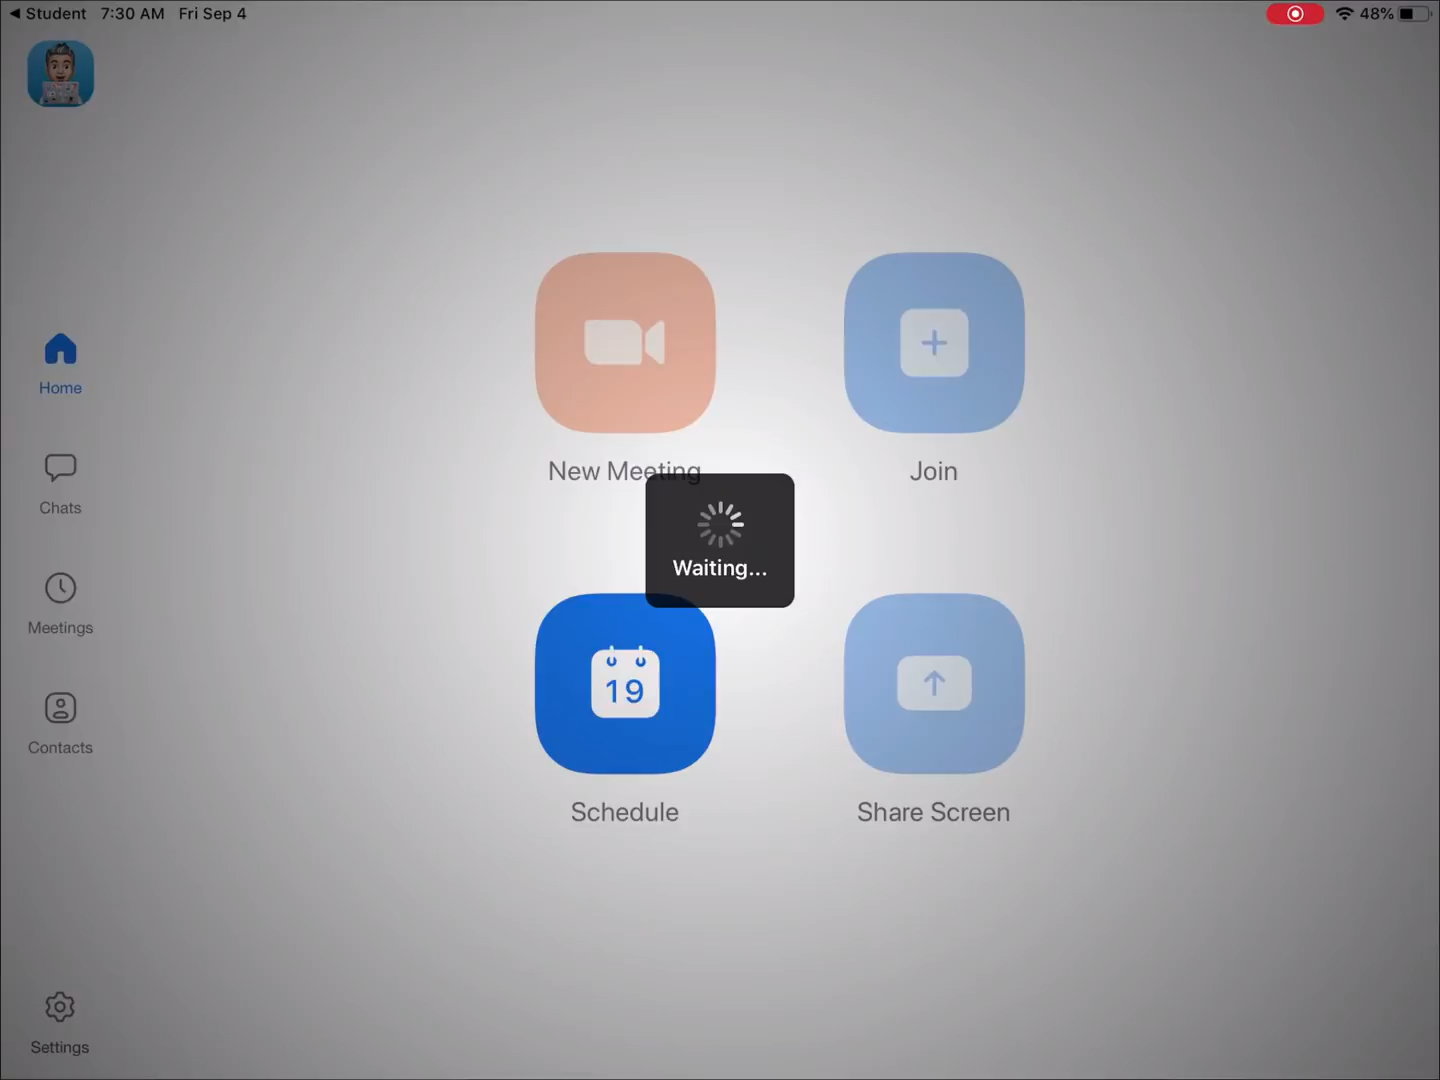 Student 7:30 AM Fri Sep 4 48%
Home
Chats
Meetings
Contacts
Settings
New Meeting
Join
Waiting...
19
Schedule
Share Screen